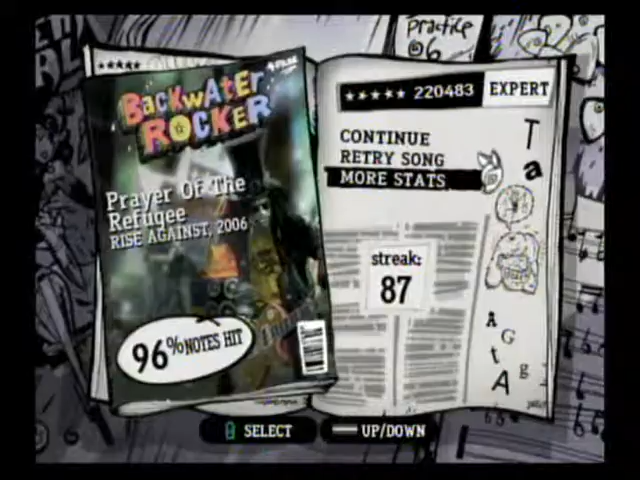 Practice
06
BACKWATER
ROCKER
Prayer Of The
Refugee
RISE AGAINST, 2006
96% NOTES HIT
★★★★★ 220483
EXPERT
CONTINUE
RETRY SONG
MORE STATS
streak:
87
T
a
A
G
t
g
A
SELECT
UP/DOWN